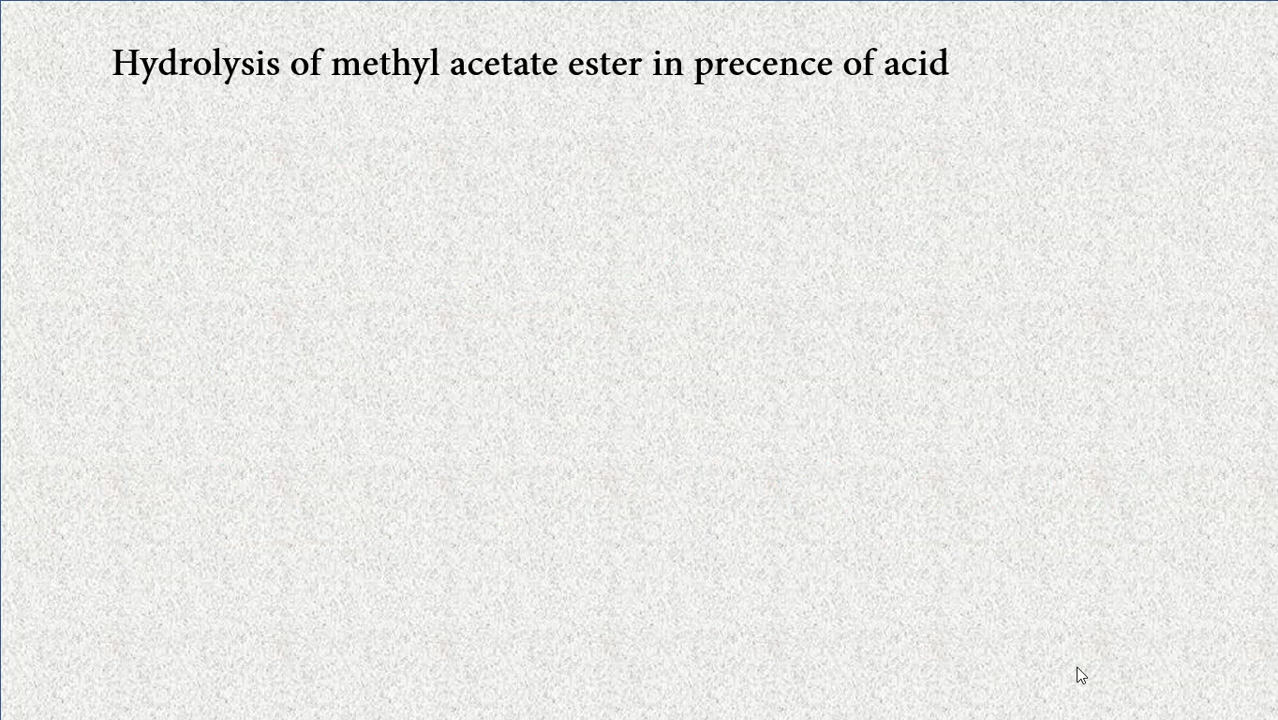 Hydrolysis of methyl acetate ester in precence of acid